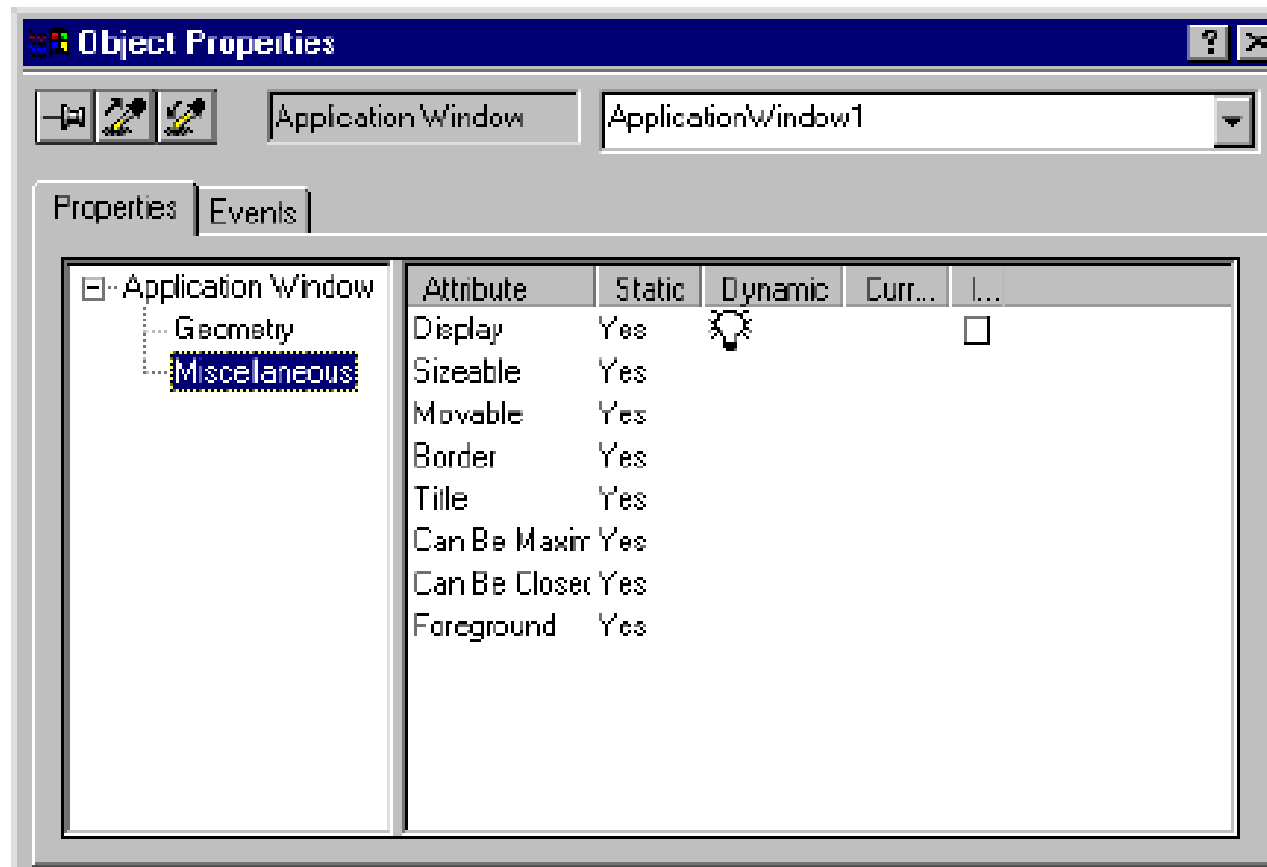 Object Properties
Application Window ApplicationWindow1
Properties Events
Application Window
Geometry
Miscellaneous
Attribute Static Dynamic Curr... I...
Display Yes
Sizeable Yes
Movable Yes
Border Yes
Title Yes
Can Be Maxim Yes
Can Be Closed Yes
Foreground Yes